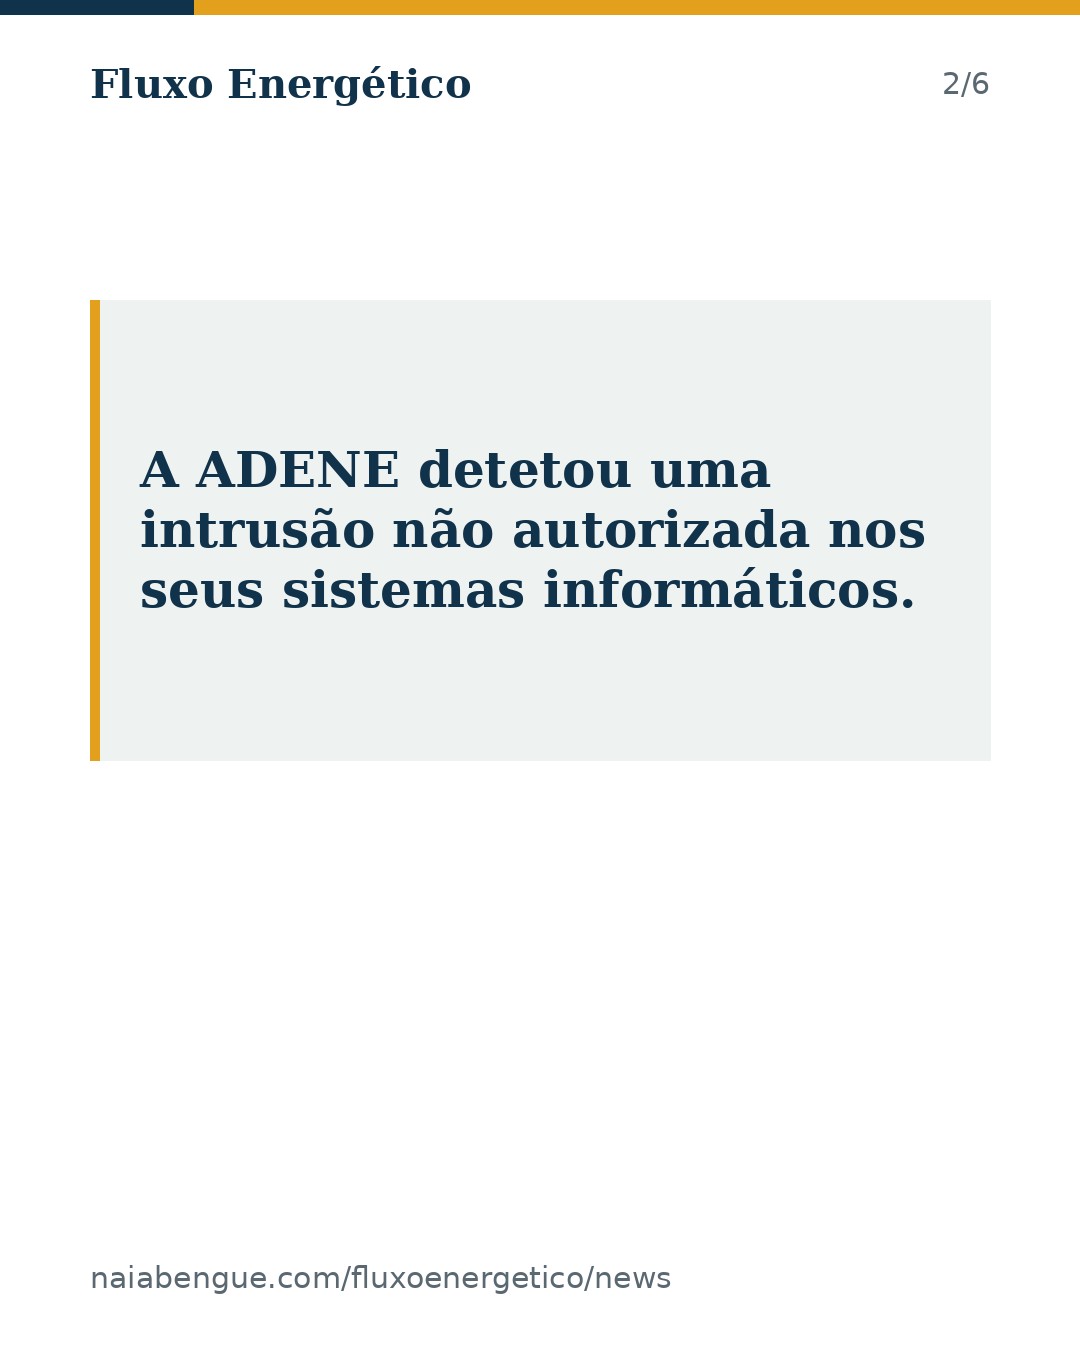 Fluxo Energético
2/6
A ADENE detetou uma
intrusão não autorizada nos
seus sistemas informáticos.
naiabengue.com/fluxoenergetico/news